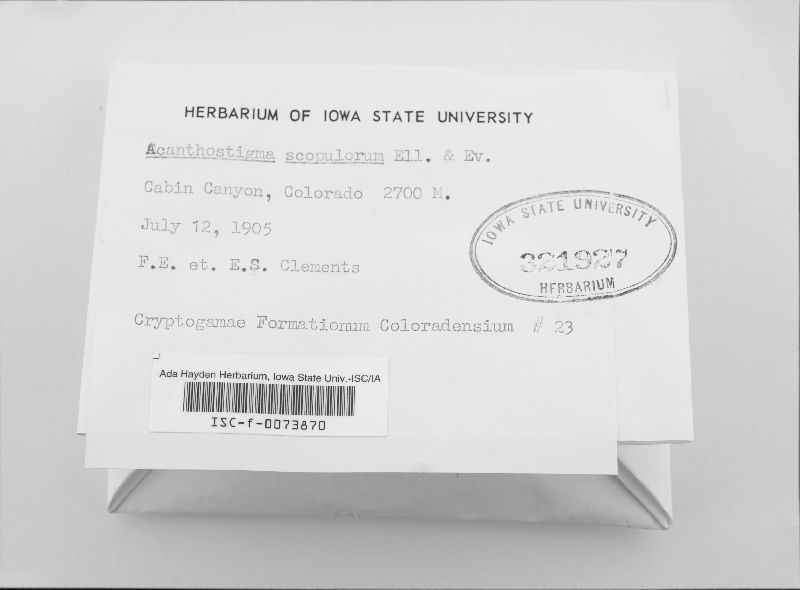 HERBARIUM OF IOWA STATE UNIVERSITY
Acanthostigma scopulorum Ell. & Ev.
Cabin Canyon, Colorado 2700 M.
July 12, 1905
F.E. et. E.S. Clements
IOWA STATE UNIVERSITY
321927
HERBARIUM
Cryptogamae Formationum Coloradensium # 23
Ada Hayden Herbarium, Iowa State Univ.-ISC/IA
ISC-f-0073870